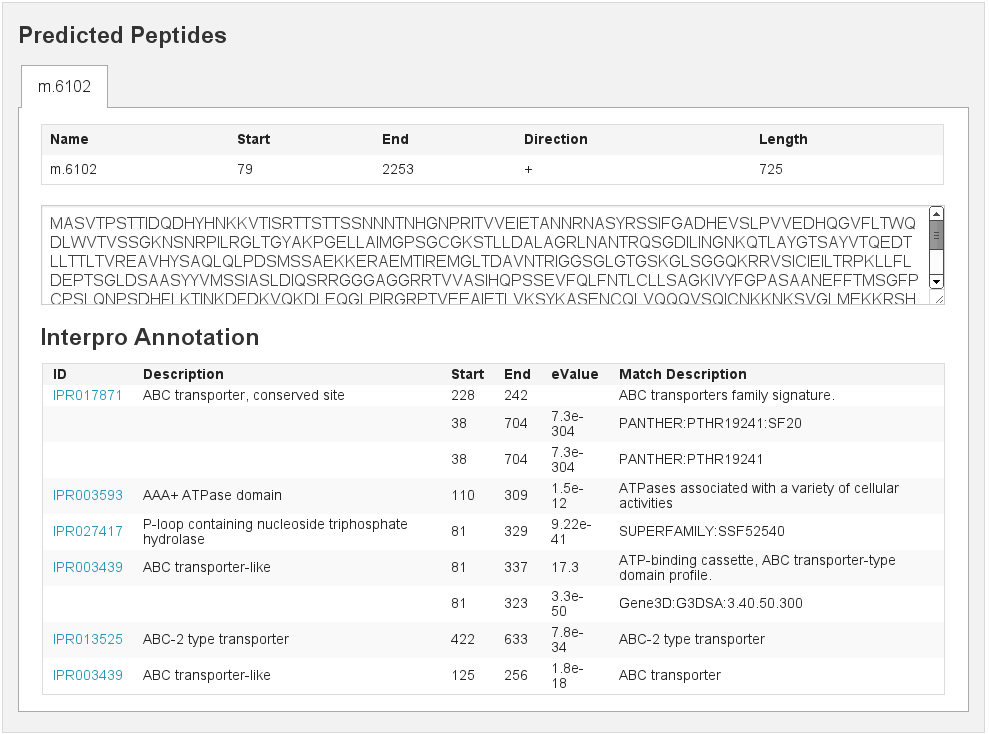 Predicted Peptides
m.6102
Name Start End Direction Length
m.6102 79 2253 + 725
MASVTPSTTIDQDHYHNKKVTISRTTSTTSSNNNTNHGNPRITVVEIETANNRNASYRSSIFGADHEVSLPVVEDHQGVFLTWQ
DLWVTVSSGKNSNRPILRGLTGYAKPGELLAIMGPSGCGKSTLLDALAGRLNANTRQSGDILINGNKQTLAYGTSAYVTQEDT
LLTTLTVREAVHYSAQLQLPDSMSSAEKKERAEMTIREMGLTDAVNTRIGGSGLGTGSKGLSGGQKRRVSICIEILTRPKLLFL
DEPTSGLDSAASYYVMSSIASLDIQSRRGGGAGGRRTVVASIHQPSSEVFQLFNTLCLLSAGKIVYFGPASAANEFFTMSGFP
CPSLQNPSDHFLKTINKDFDKVQKDLEQGLPIRGRPTVEEAIETLVKSYKASENCQLVQQQVSQICNKKNKSVGLMEKKRSH
Interpro Annotation
ID Description Start End eValue Match Description
IPR017871 ABC transporter, conserved site 228 242 ABC transporters family signature.
38 704 7.3e-304 PANTHER:PTHR19241:SF20
38 704 7.3e-304 PANTHER:PTHR19241
IPR003593 AAA+ ATPase domain 110 309 1.5e-12 ATPases associated with a variety of cellular activities
IPR027417 P-loop containing nucleoside triphosphate hydrolase 81 329 9.22e-41 SUPERFAMILY:SSF52540
IPR003439 ABC transporter-like 81 337 17.3 ATP-binding cassette, ABC transporter-type domain profile.
81 323 3.3e-50 Gene3D:G3DSA:3.40.50.300
IPR013525 ABC-2 type transporter 422 633 7.8e-34 ABC-2 type transporter
IPR003439 ABC transporter-like 125 256 1.8e-18 ABC transporter